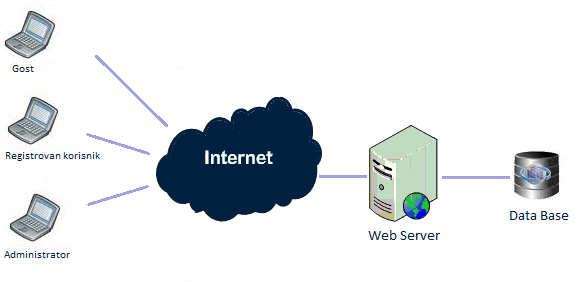 Gost
Registrovan korisnik
Administrator
Internet
Web Server
Data Base